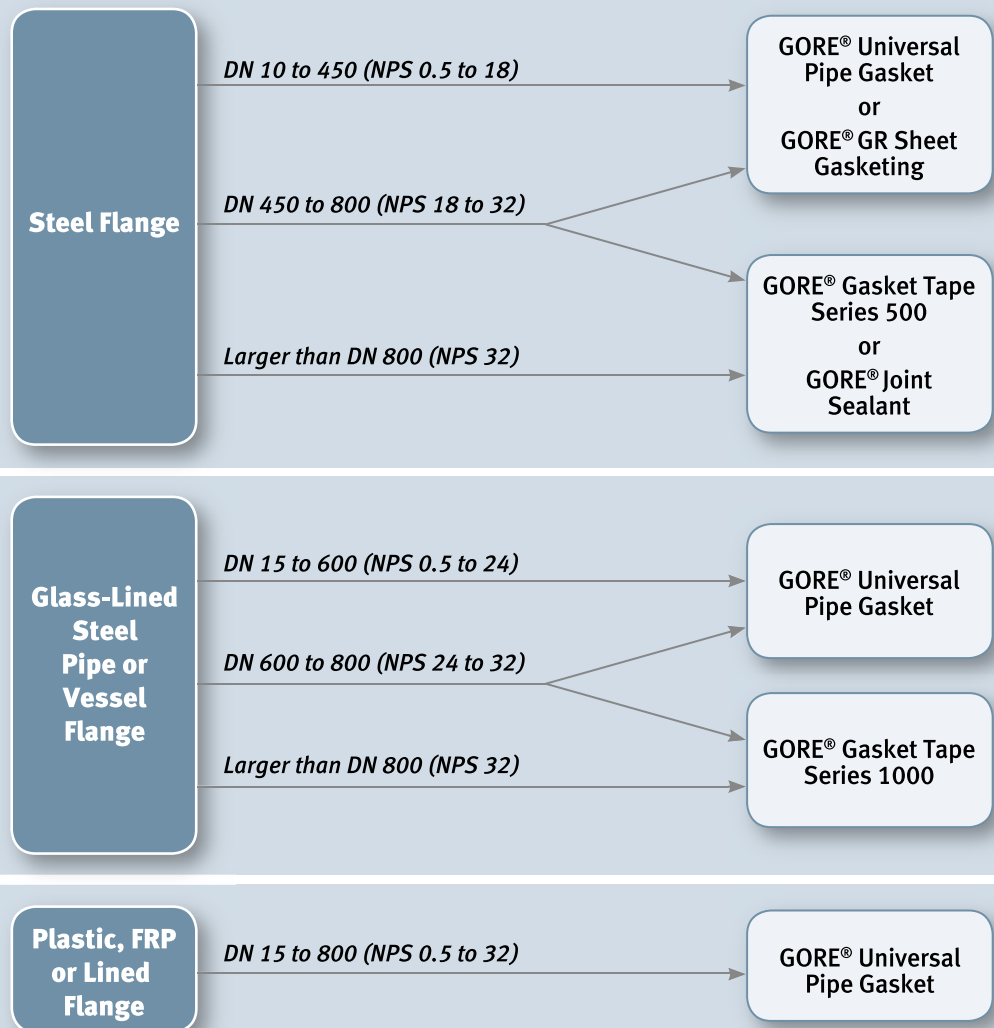 Steel Flange
DN 10 to 450 (NPS 0.5 to 18)
DN 450 to 800 (NPS 18 to 32)
Larger than DN 800 (NPS 32)
GORE® Universal
Pipe Gasket
or
GORE® GR Sheet
Gasketing
GORE® Gasket Tape
Series 500
or
GORE® Joint
Sealant
Glass-Lined
Steel
Pipe or
Vessel
Flange
DN 15 to 600 (NPS 0.5 to 24)
DN 600 to 800 (NPS 24 to 32)
Larger than DN 800 (NPS 32)
GORE® Universal
Pipe Gasket
GORE® Gasket Tape
Series 1000
Plastic, FRP
or Lined
Flange
DN 15 to 800 (NPS 0.5 to 32)
GORE® Universal
Pipe Gasket